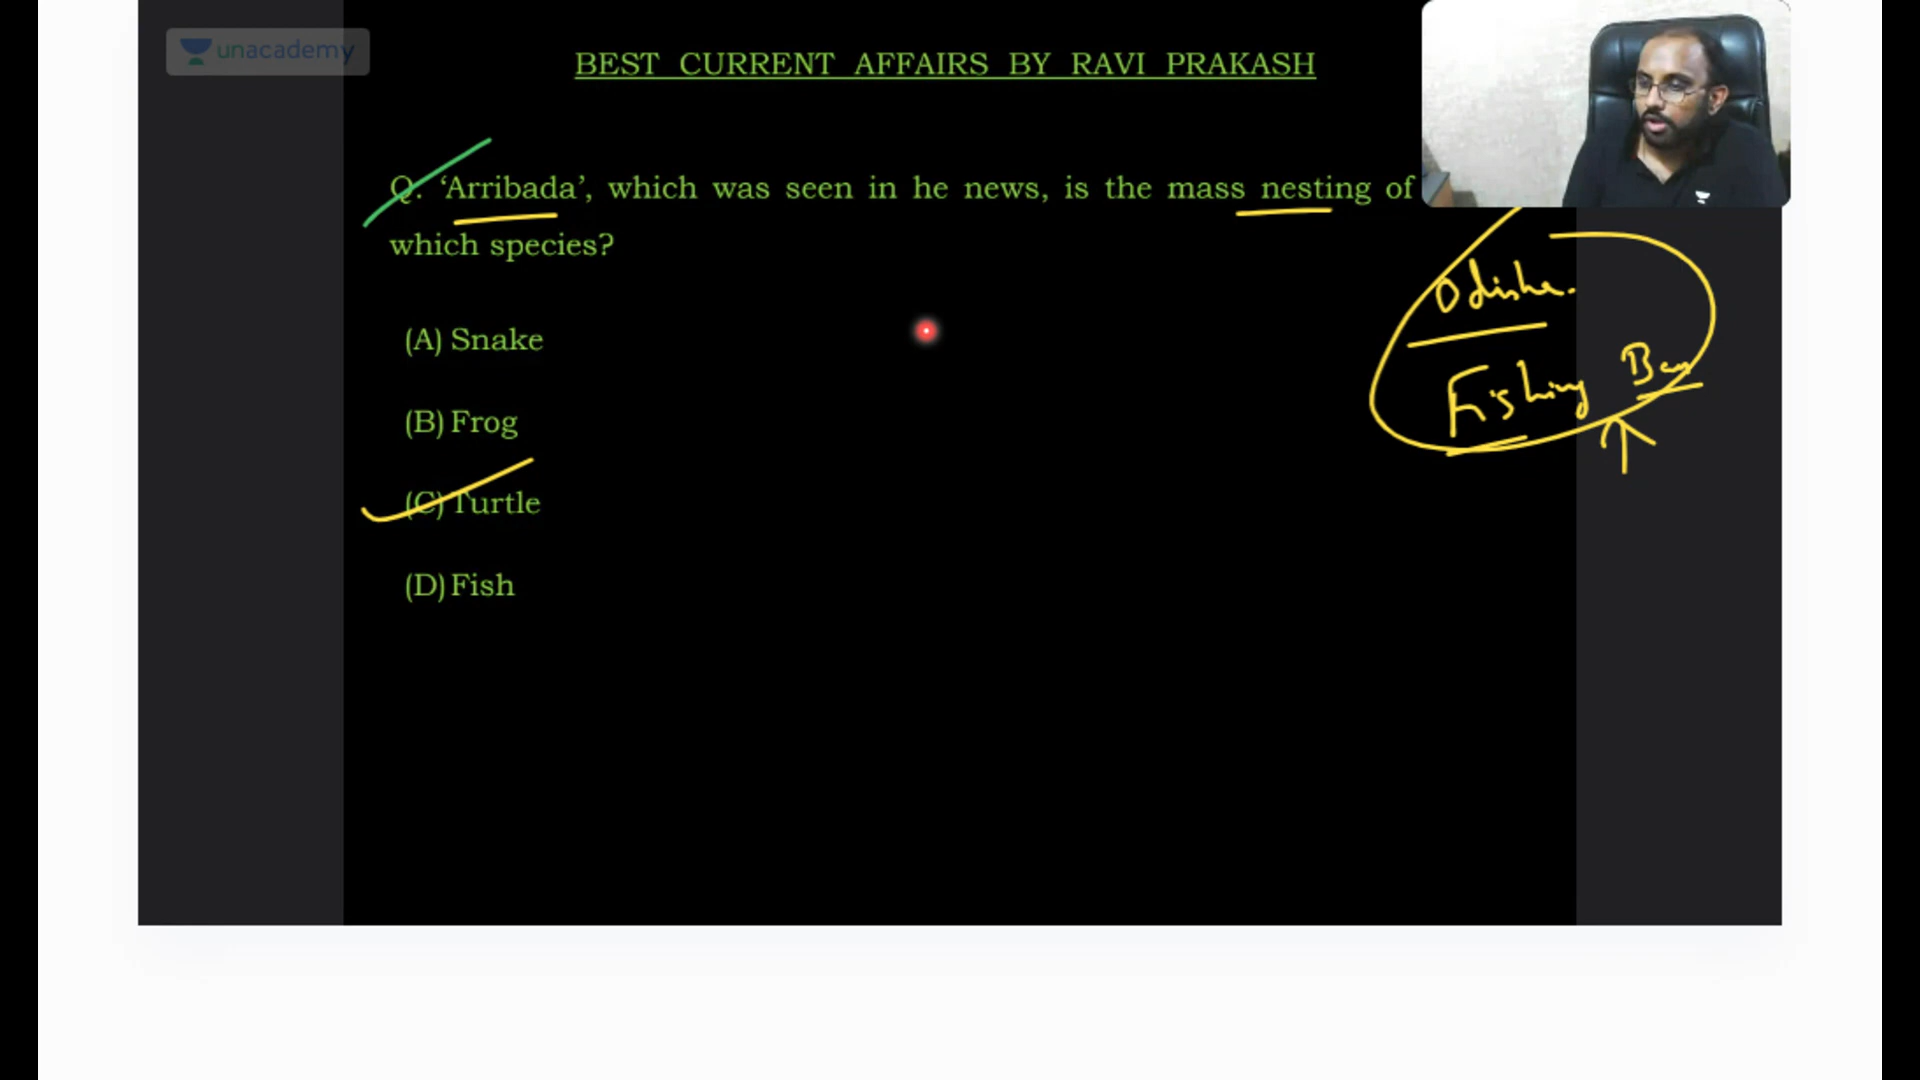 unacademy
BEST CURRENT AFFAIRS BY RAVI PRAKASH
Q. ‘Arribada’, which was seen in he news, is the mass nesting of
which species?
Odisha.
(A) Snake
Fishing Ban
(B) Frog
(C) Turtle
(D) Fish